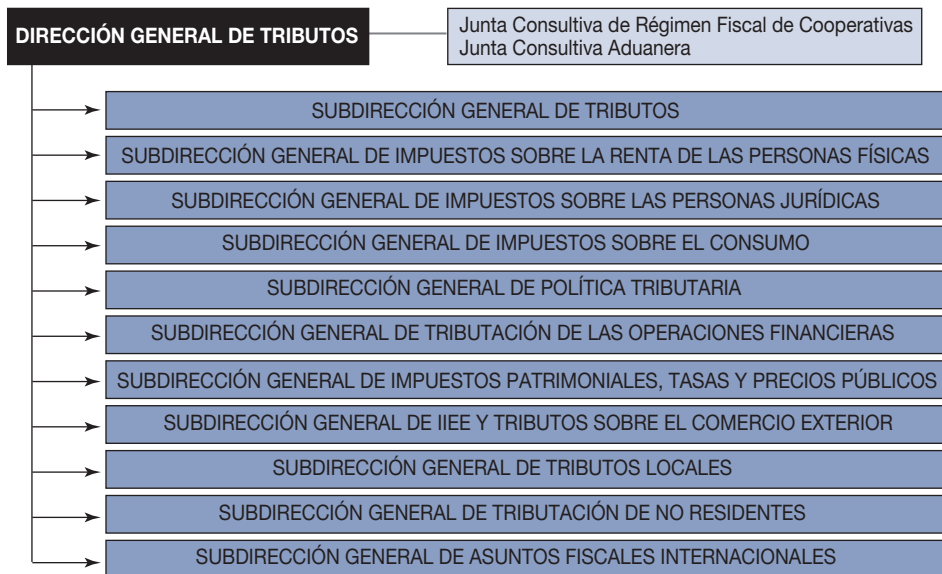 DIRECCIÓN GENERAL DE TRIBUTOS
Junta Consultiva de Régimen Fiscal de Cooperativas
Junta Consultiva Aduanera
SUBDIRECCIÓN GENERAL DE TRIBUTOS
SUBDIRECCIÓN GENERAL DE IMPUESTOS SOBRE LA RENTA DE LAS PERSONAS FÍSICAS
SUBDIRECCIÓN GENERAL DE IMPUESTOS SOBRE LAS PERSONAS JURÍDICAS
SUBDIRECCIÓN GENERAL DE IMPUESTOS SOBRE EL CONSUMO
SUBDIRECCIÓN GENERAL DE POLÍTICA TRIBUTARIA
SUBDIRECCIÓN GENERAL DE TRIBUTACIÓN DE LAS OPERACIONES FINANCIERAS
SUBDIRECCIÓN GENERAL DE IMPUESTOS PATRIMONIALES, TASAS Y PRECIOS PÚBLICOS
SUBDIRECCIÓN GENERAL DE IIEE Y TRIBUTOS SOBRE EL COMERCIO EXTERIOR
SUBDIRECCIÓN GENERAL DE TRIBUTOS LOCALES
SUBDIRECCIÓN GENERAL DE TRIBUTACIÓN DE NO RESIDENTES
SUBDIRECCIÓN GENERAL DE ASUNTOS FISCALES INTERNACIONALES